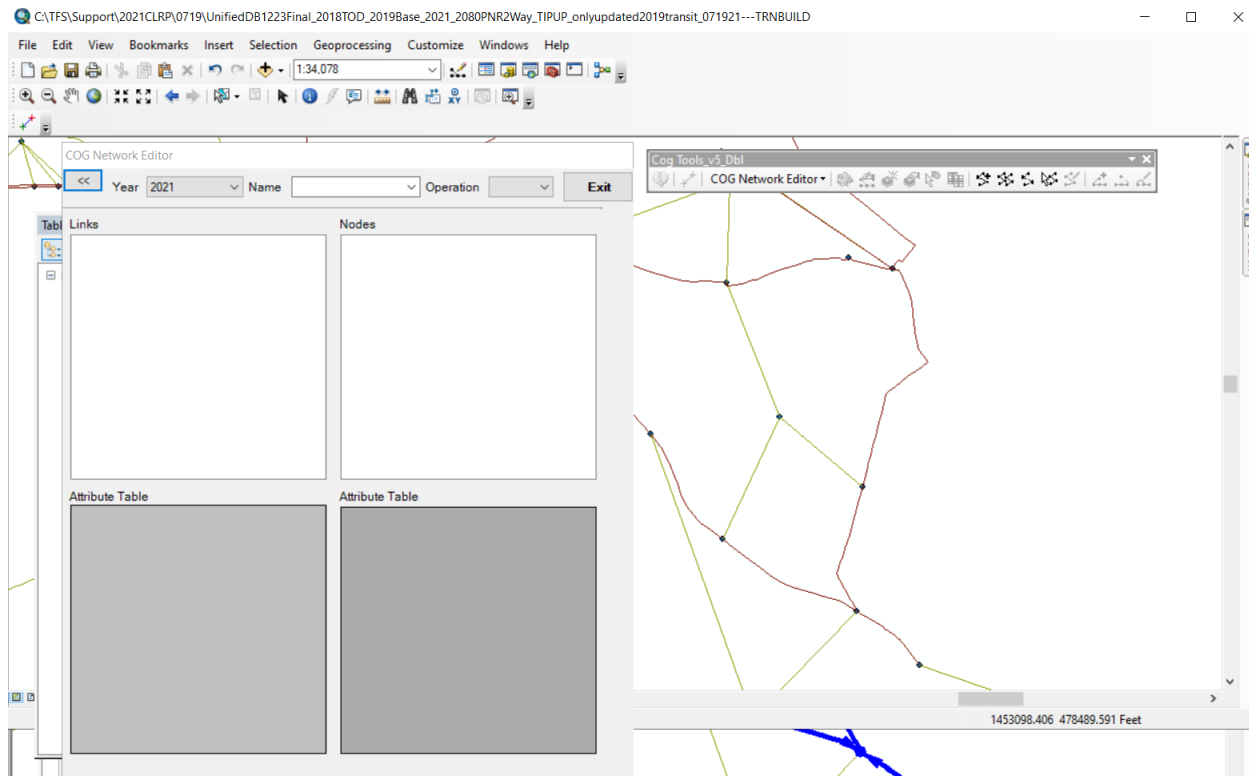 C:\TFS\Support\2021CLRP\0719\UnifiedDB1223Final_2018TOD_2019Base_2021_2080PNR2Way_TIPUP_onlyupdated2019transit_071921---TRNBUILD
File Edit View Bookmarks Insert Selection Geoprocessing Customize Windows Help
1:34,078
COG Network Editor
<< Year 2021 Name Operation Exit
Cog Tools_v5_Dbl
COG Network Editor
Tabl
Links Nodes
Attribute Table Attribute Table
1453098.406 478489.591 Feet